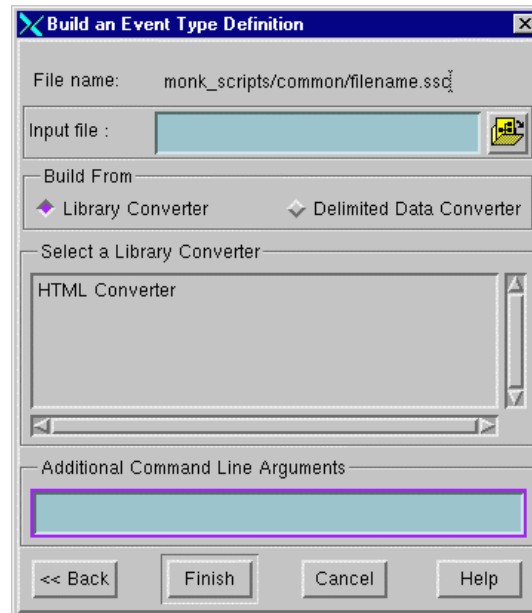 Build an Event Type Definition
File name: monk_scripts/common/filename.ssc
Input file :
Build From
Library Converter Delimited Data Converter
Select a Library Converter
HTML Converter
Additional Command Line Arguments
<< Back Finish Cancel Help